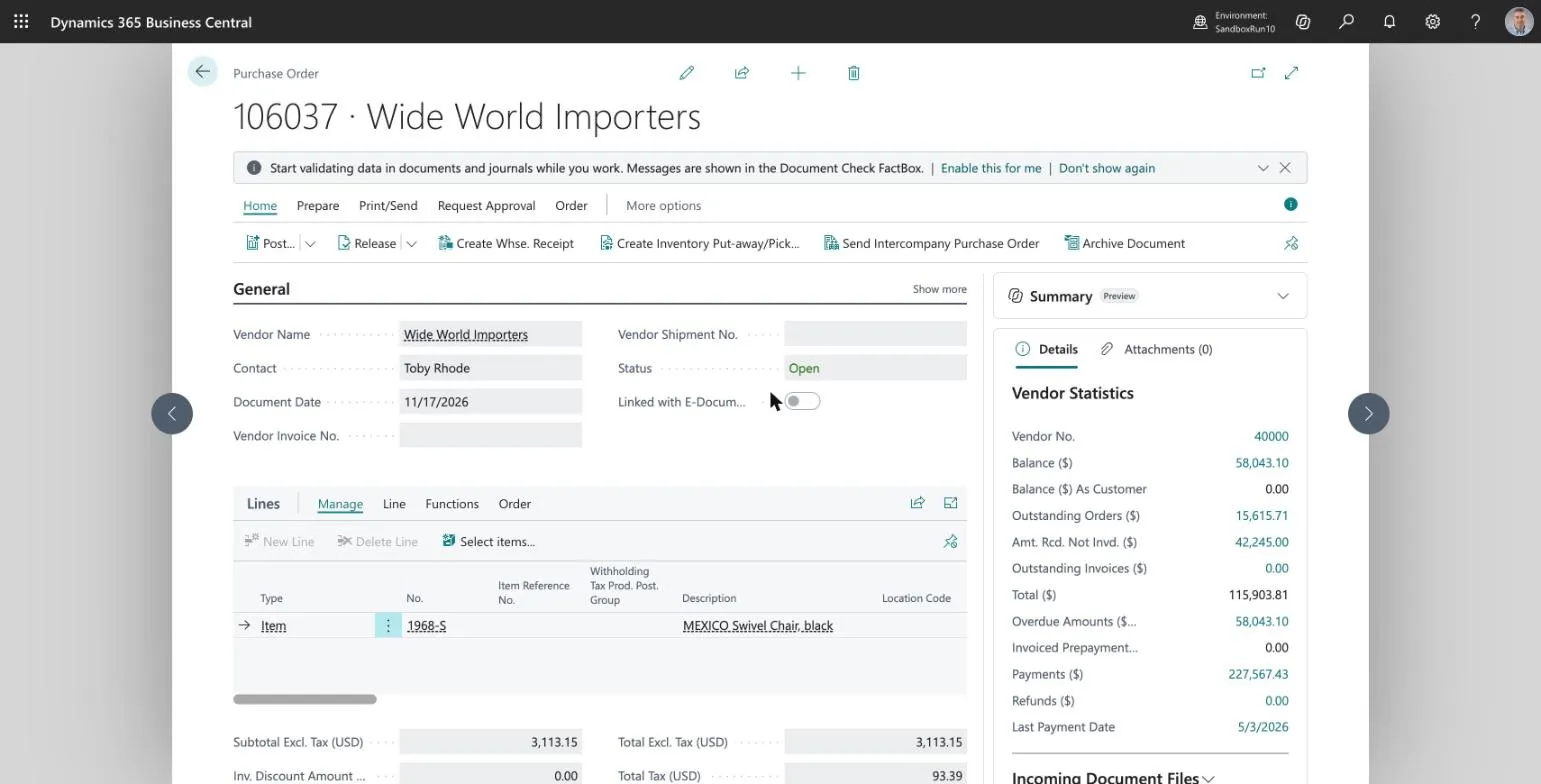 Dynamics 365 Business Central
Environment:
SandboxRun10
?
Purchase Order
106037 · Wide World Importers
Start validating data in documents and journals while you work. Messages are shown in the Document Check FactBox. | Enable this for me | Don't show again
Home Prepare Print/Send Request Approval Order | More options
Post... Release Create Whse. Receipt Create Inventory Put-away/Pick... Send Intercompany Purchase Order Archive Document
General Show more
Vendor Name Wide World Importers
Contact Toby Rhode
Document Date 11/17/2026
Vendor Invoice No.
Vendor Shipment No.
Status Open
Linked with E-Docum...
Lines Manage Line Functions Order
New Line Delete Line Select items...
Type No. Item Reference No. Withholding Tax Prod. Post. Group Description Location Code
Item 1968-S MEXICO Swivel Chair, black
Subtotal Excl. Tax (USD) 3,113.15
Inv. Discount Amount ... 0.00
Total Excl. Tax (USD) 3,113.15
Total Tax (USD) 93.39
Summary Preview
Details Attachments (0)
Vendor Statistics
Vendor No. 40000
Balance ($) 58,043.10
Balance ($) As Customer 0.00
Outstanding Orders ($) 15,615.71
Amt. Rcd. Not Invd. ($) 42,245.00
Outstanding Invoices ($) 0.00
Total ($) 115,903.81
Overdue Amounts ($... 58,043.10
Invoiced Prepayment... 0.00
Payments ($) 227,567.43
Refunds ($) 0.00
Last Payment Date 5/3/2026
Incoming Document Files